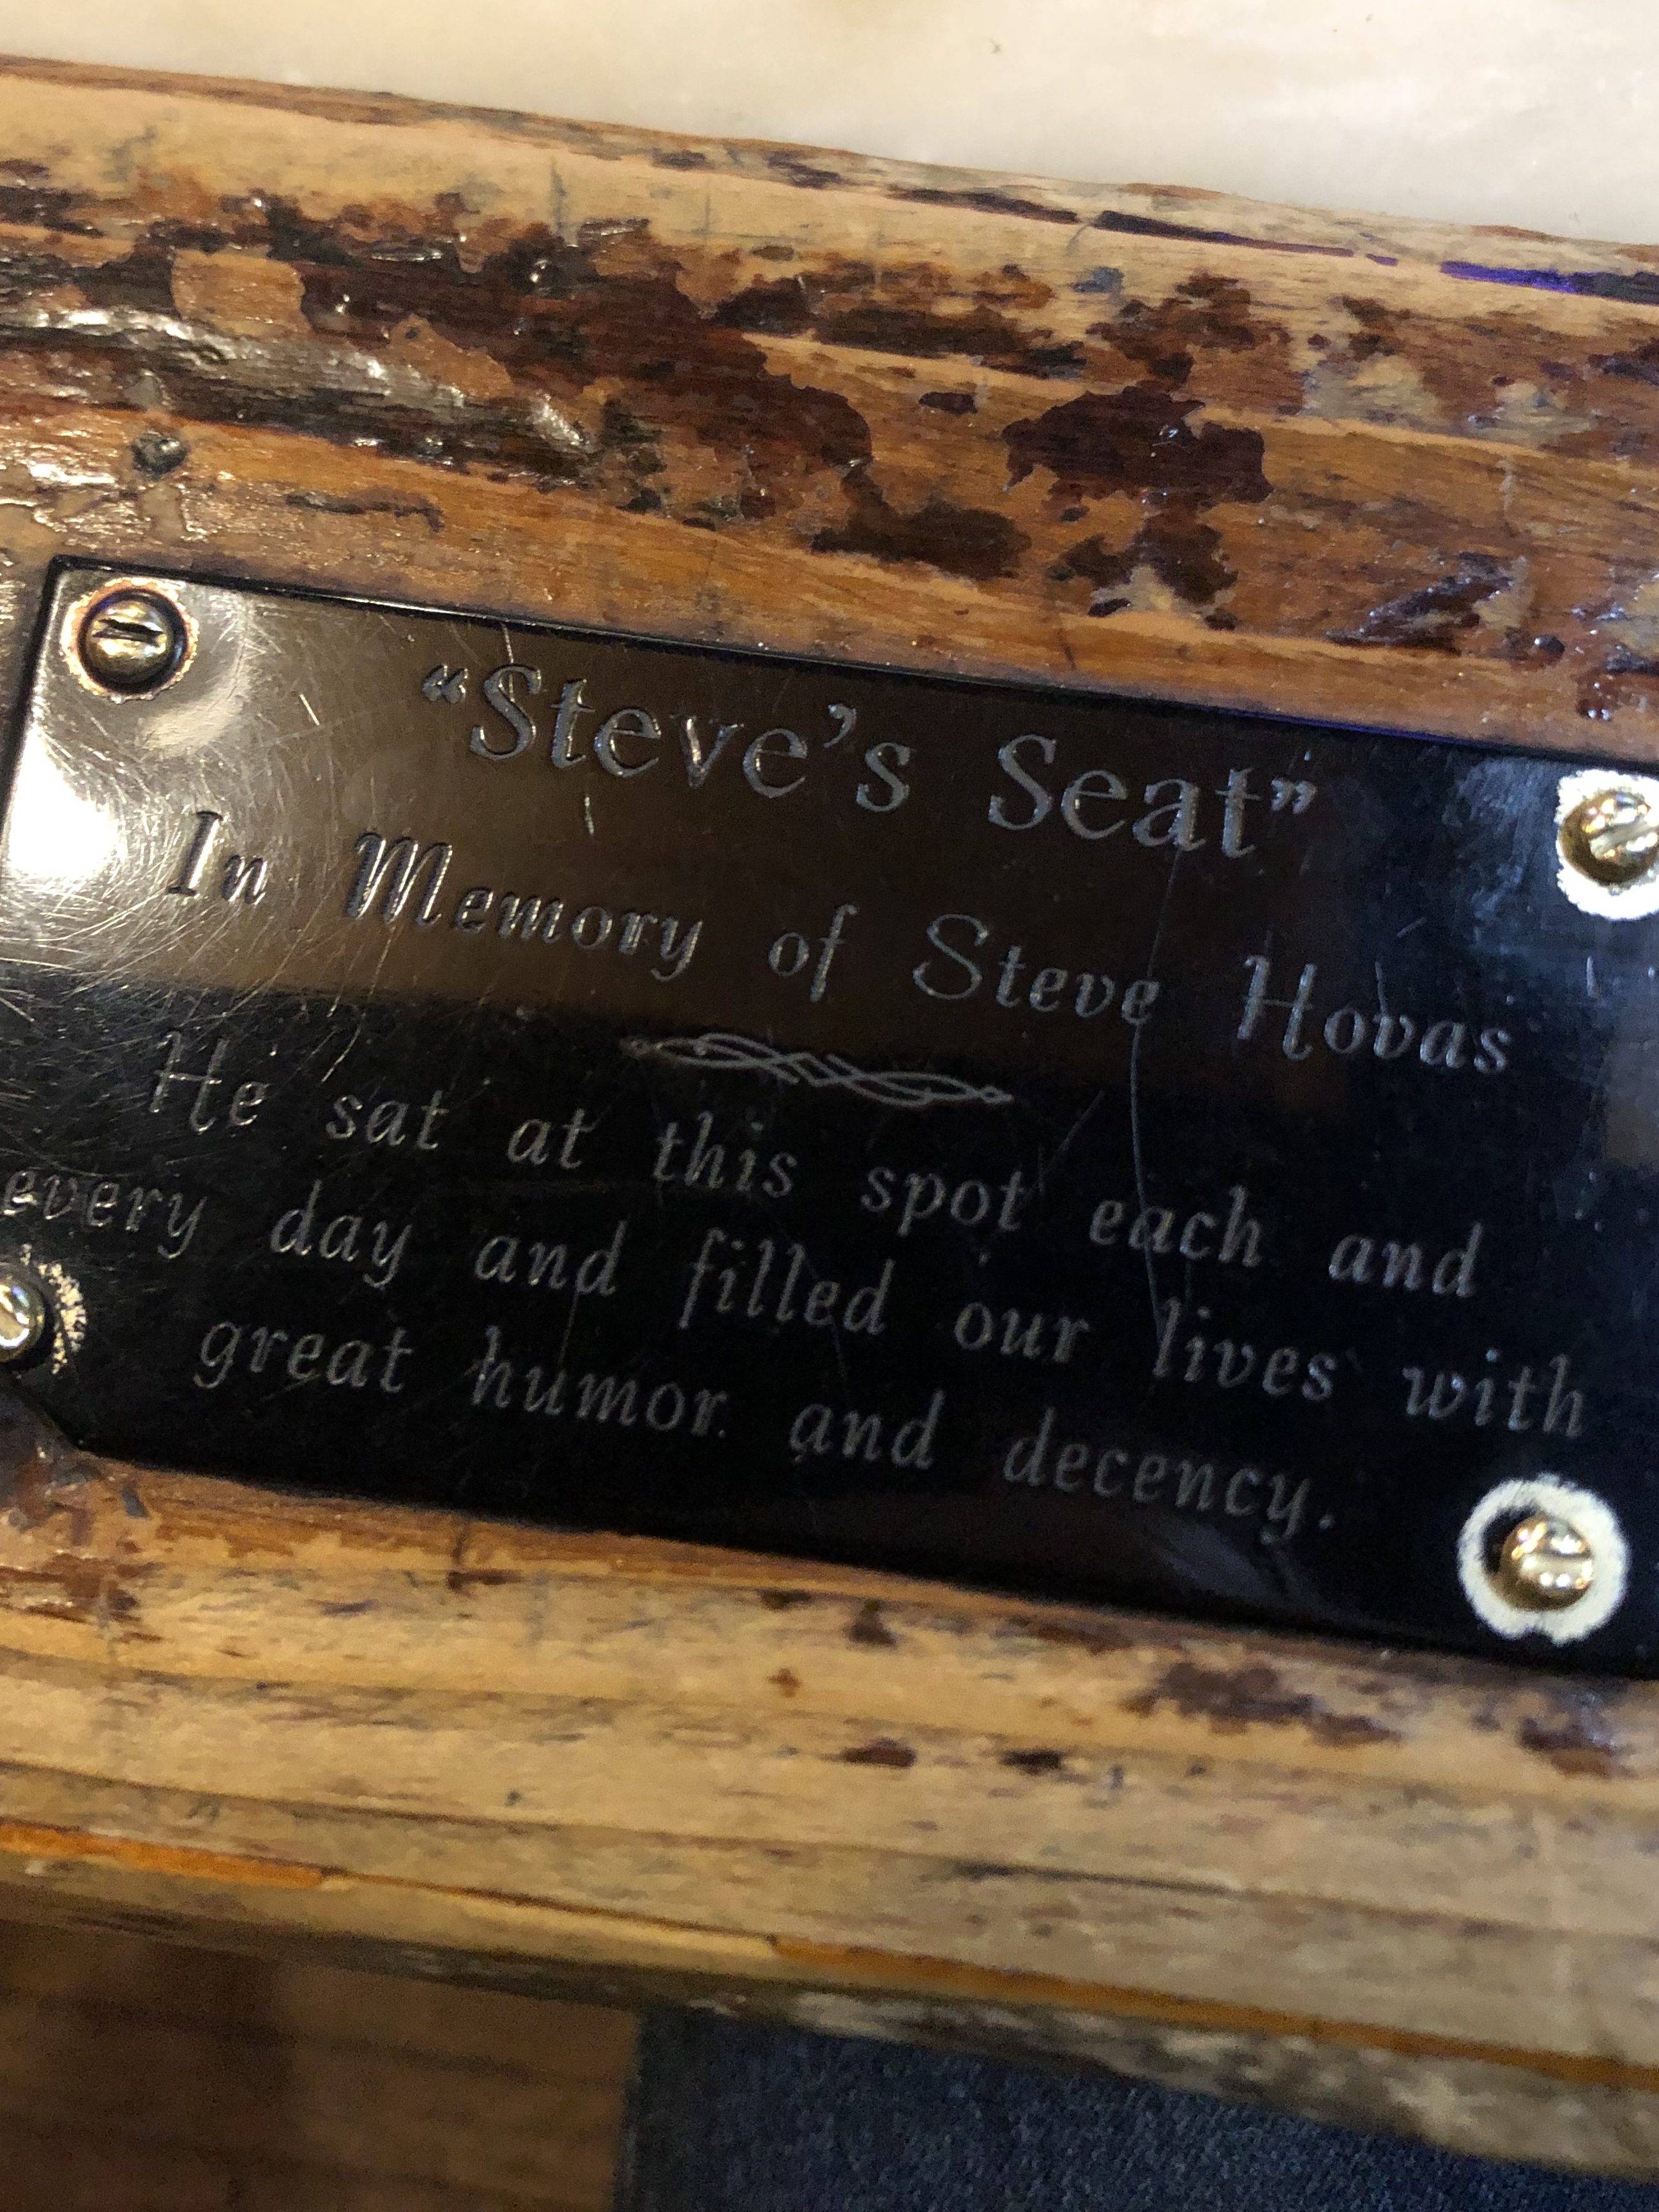 “Steve’s Seat”
In Memory of Steve Hovas
He sat at this spot each and
every day and filled our lives with
great humor and decency.